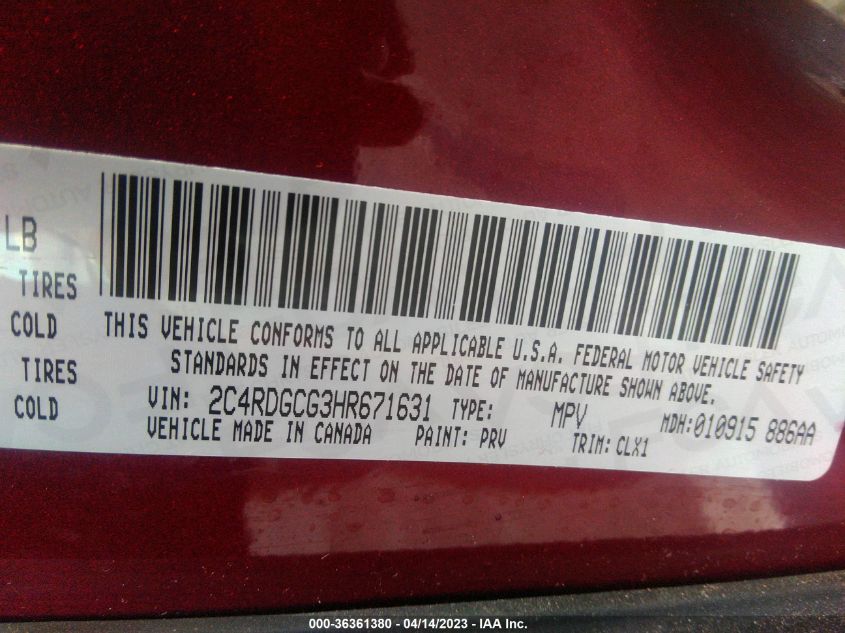 LB
TIRES
COLD
TIRES
COLD
THIS VEHICLE CONFORMS TO ALL APPLICABLE U.S.A. FEDERAL MOTOR VEHICLE SAFETY
STANDARDS IN EFFECT ON THE DATE OF MANUFACTURE SHOWN ABOVE.
VIN: 2C4RDGCG3HR671631 TYPE: MPV MDH:010915 886AA
VEHICLE MADE IN CANADA PAINT: PRV TRIM: CLX1
000-36361380 - 04/14/2023 - IAA Inc.